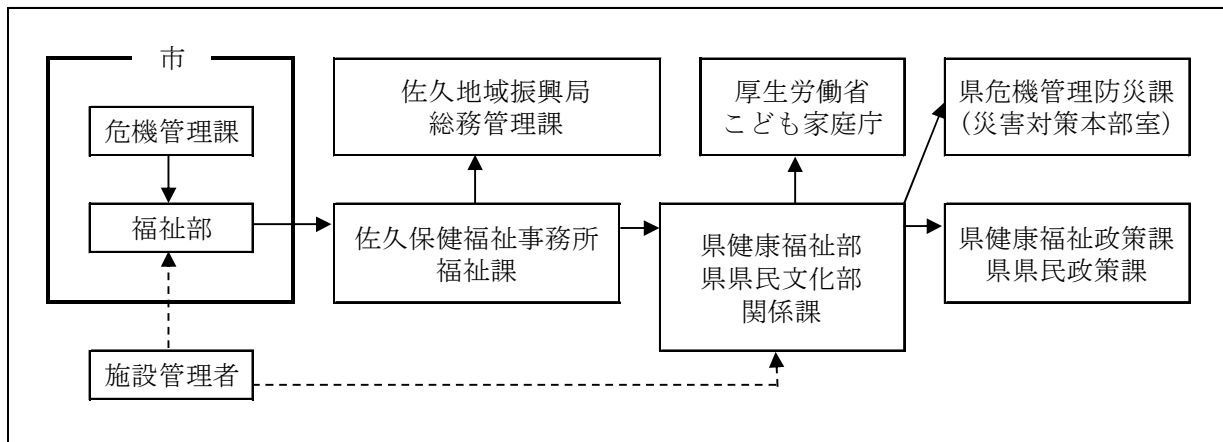 市
危機管理課
福祉部
施設管理者
佐久地域振興局
総務管理課
佐久保健福祉事務所
福祉課
厚生労働省
こども家庭庁
県健康福祉部
県県民文化部
関係課
県危機管理防災課
(災害対策本部室)
県健康福祉政策課
県県民政策課